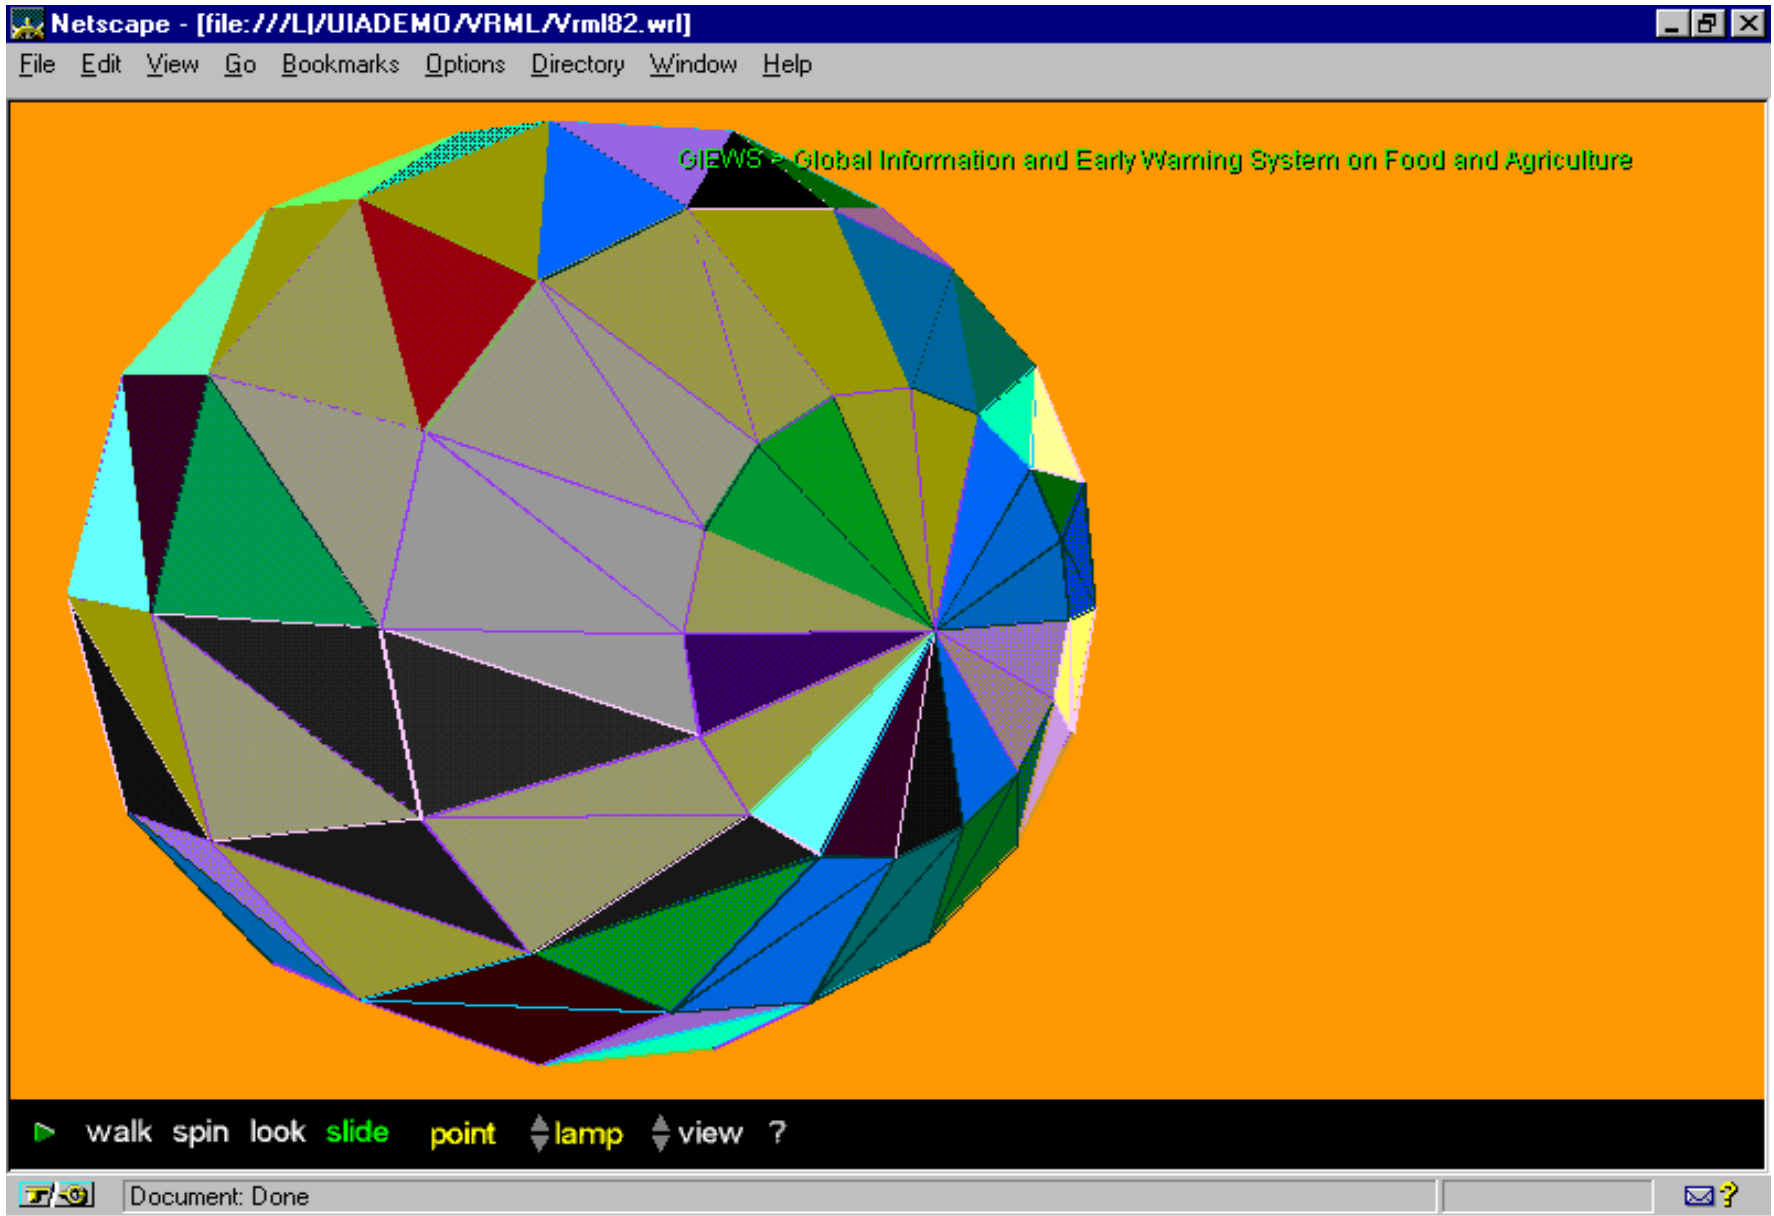 Netscape - [file:///L|/UIADEMO/VRML/Vrml82.wrl]
File Edit View Go Bookmarks Options Directory Window Help
GIEWS > Global Information and Early Warning System on Food and Agriculture
walk spin look slide point lamp view ?
Document: Done